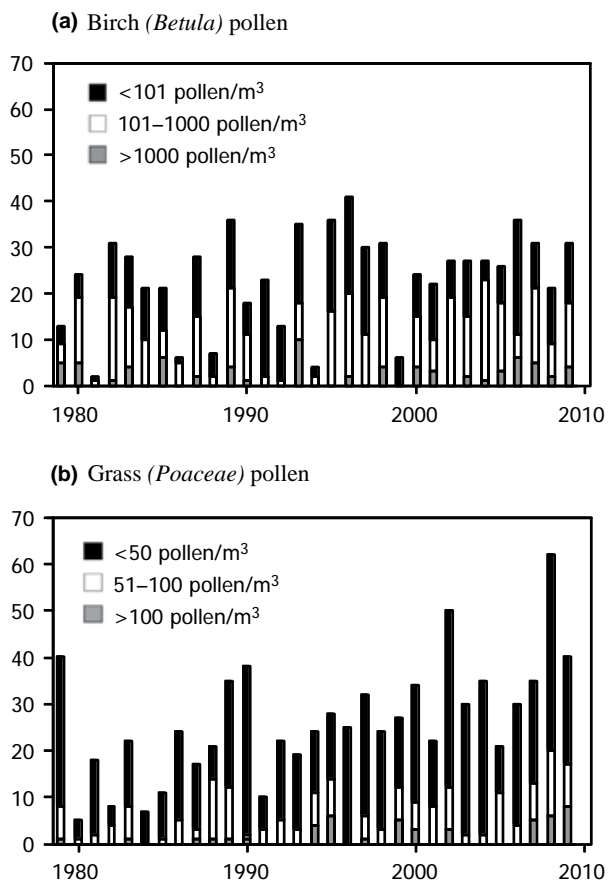 (a) Birch (Betula) pollen
70
60
50
40
30
20
10
0
<101 pollen/m³
101–1000 pollen/m³
>1000 pollen/m³
1980 1990 2000 2010
(b) Grass (Poaceae) pollen
70
60
50
40
30
20
10
0
<50 pollen/m³
51–100 pollen/m³
>100 pollen/m³
1980 1990 2000 2010